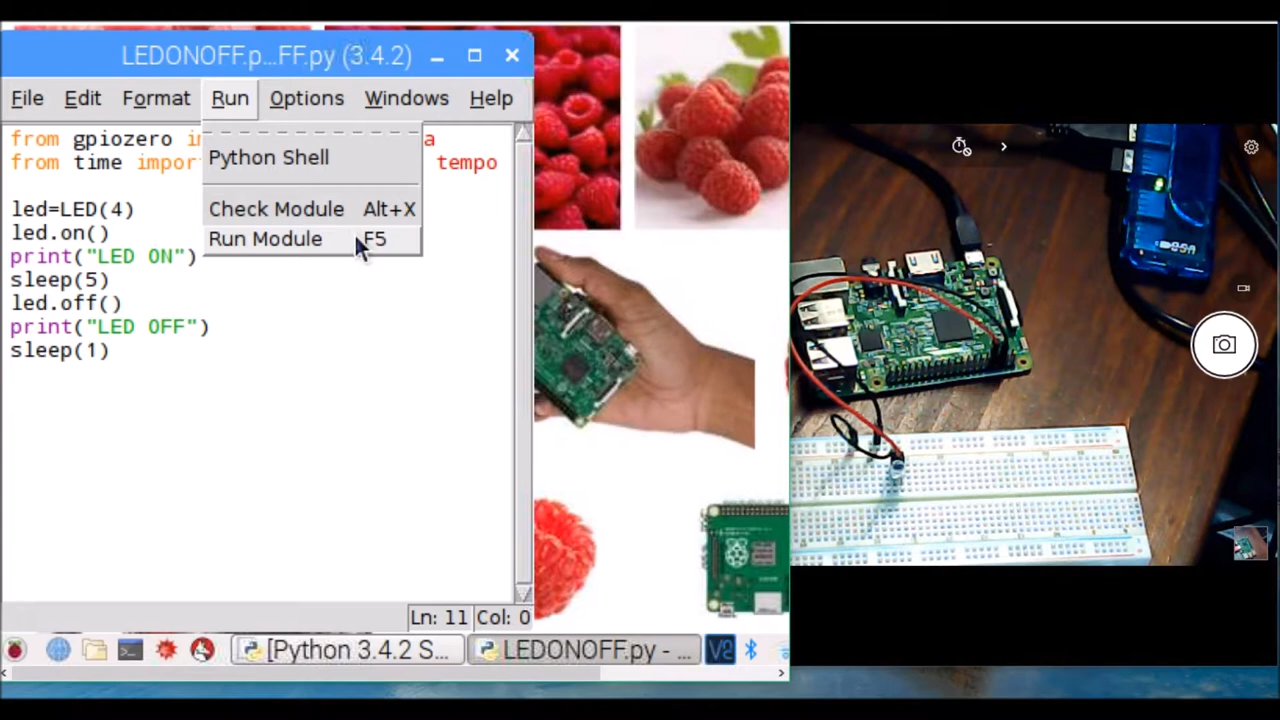 LEDONOFF.p...FF.py (3.4.2)
File Edit Format Run Options Windows Help
from gpiozero i a
from time impor tempo
Python Shell
Check Module Alt+X
Run Module F5
led=LED(4)
led.on()
print("LED ON")
sleep(5)
led.off()
print("LED OFF")
sleep(1)
Ln: 11 Col: 0
[Python 3.4.2 S...
LEDONOFF.py - ...